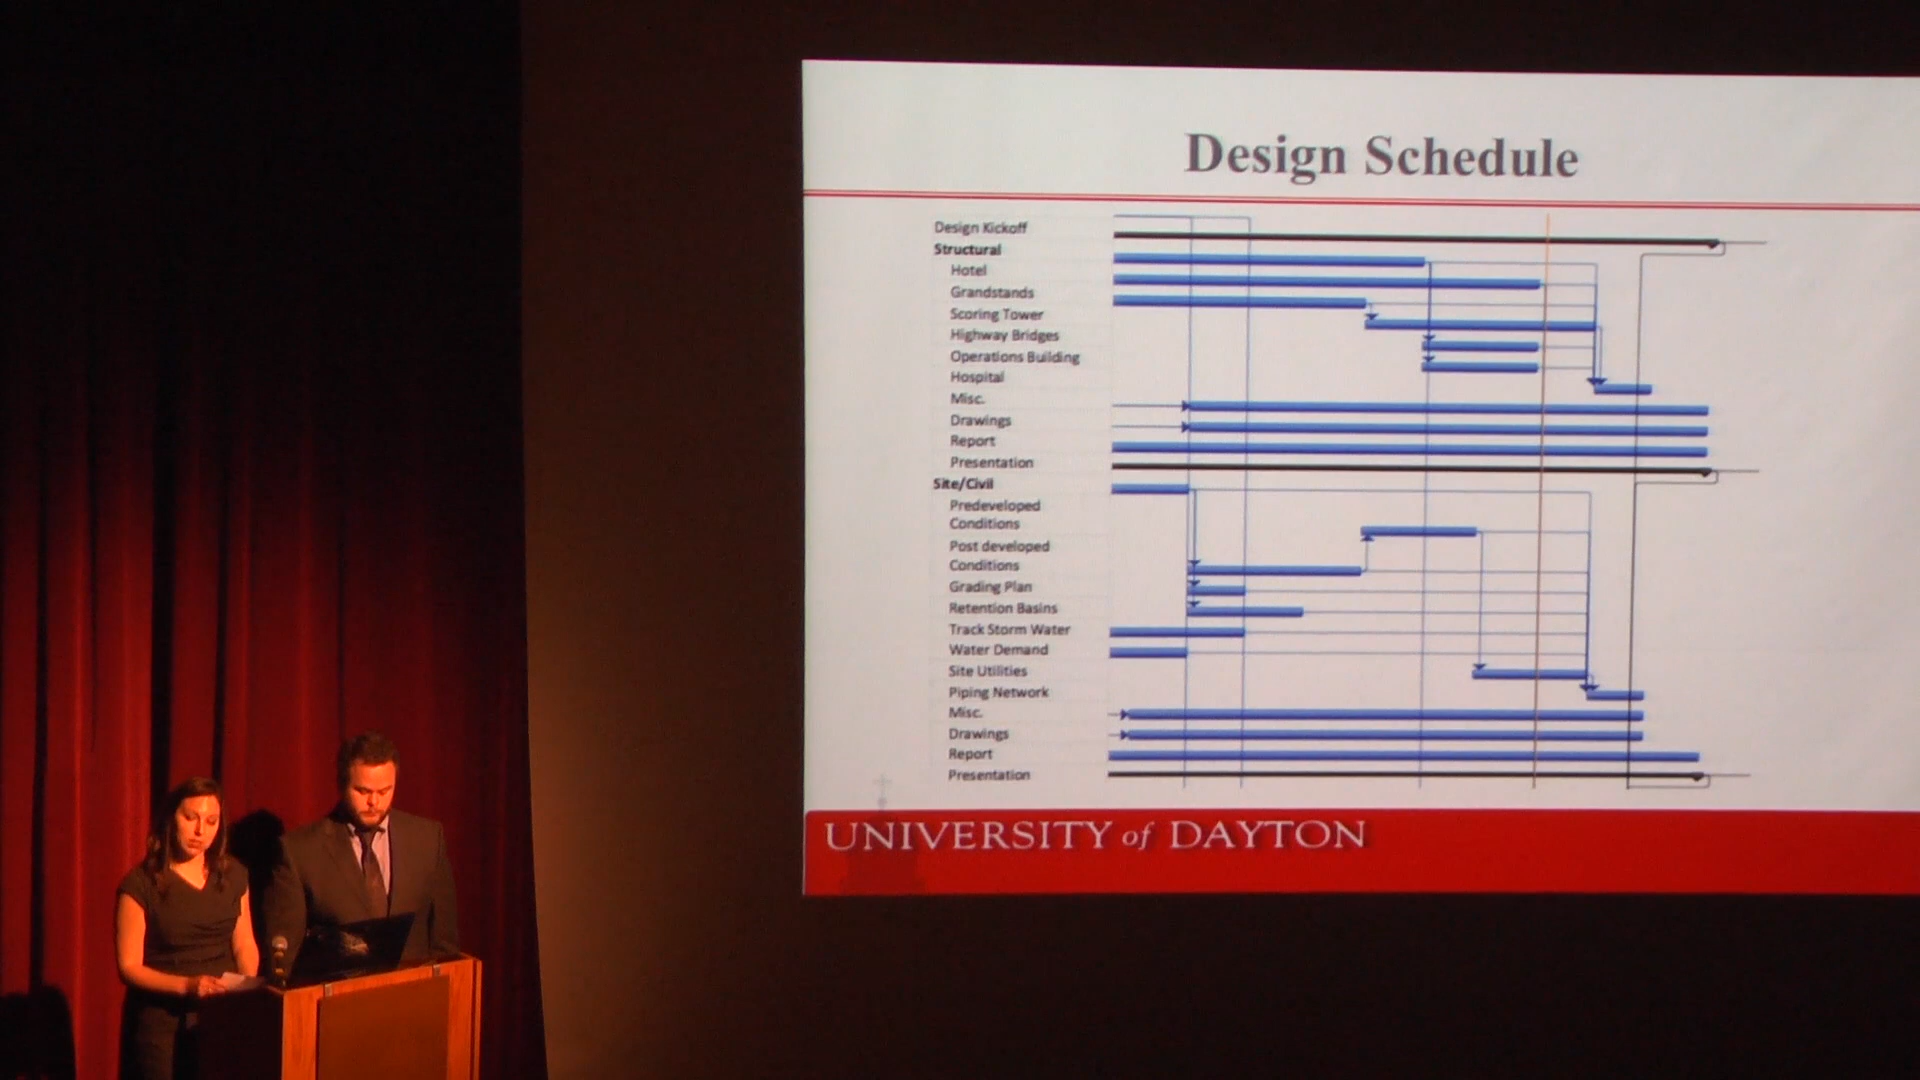 Design Schedule
Design Kickoff
Structural
Hotel
Grandstands
Scoring Tower
Highway Bridges
Operations Building
Hospital
Misc.
Drawings
Report
Presentation
Site/Civil
Predeveloped
Conditions
Post developed
Conditions
Grading Plan
Retention Basins
Track Storm Water
Water Demand
Site Utilities
Piping Network
Misc.
Drawings
Report
Presentation
UNIVERSITY of DAYTON